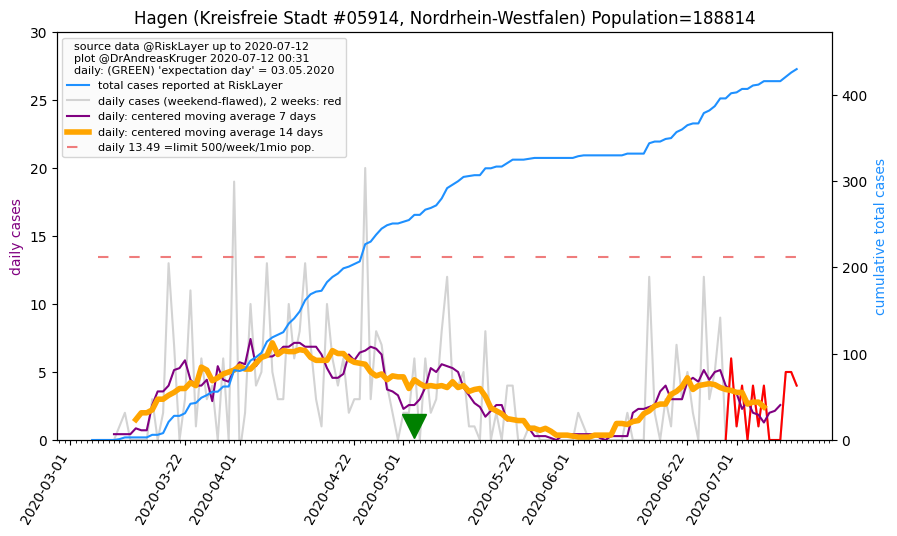 Hagen (Kreisfreie Stadt #05914, Nordrhein-Westfalen) Population=188814
source data @RiskLayer up to 2020-07-12
plot @DrAndreasKruger 2020-07-12 00:31
daily: (GREEN) 'expectation day' = 03.05.2020
total cases reported at RiskLayer
daily cases (weekend-flawed), 2 weeks: red
daily: centered moving average 7 days
daily: centered moving average 14 days
daily 13.49 =limit 500/week/1mio pop.
daily cases
30
25
20
15
10
5
0
cumulative total cases
400
300
200
100
0
2020-03-01
2020-03-22
2020-04-01
2020-04-22
2020-05-01
2020-05-22
2020-06-01
2020-06-22
2020-07-01